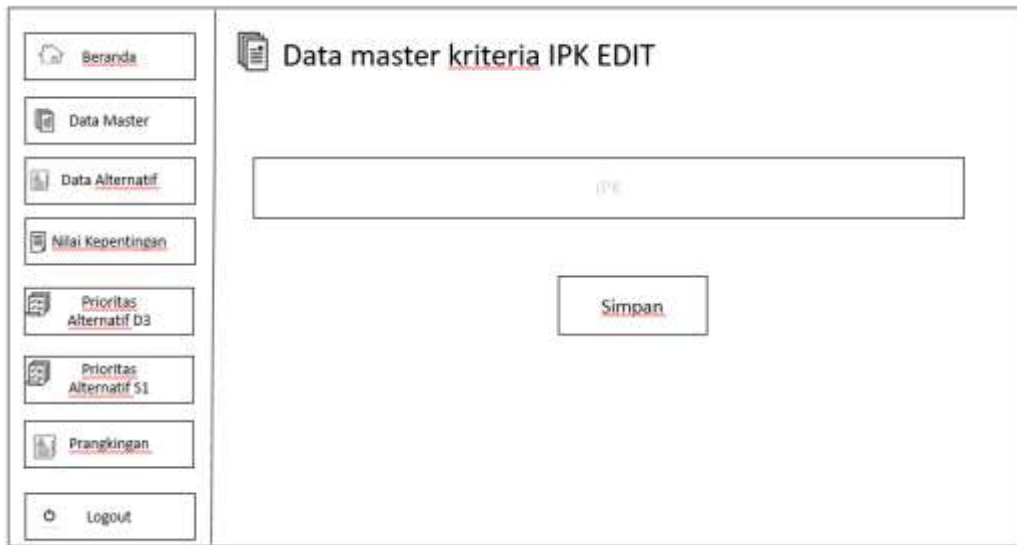 Beranda
Data Master
Data Alternatif
Nilai Kepentingan
Prioritas
Alternatif D3
Prioritas
Alternatif S1
Prangkingan
Logout
Data master kriteria IPK EDIT
IPK
Simpan